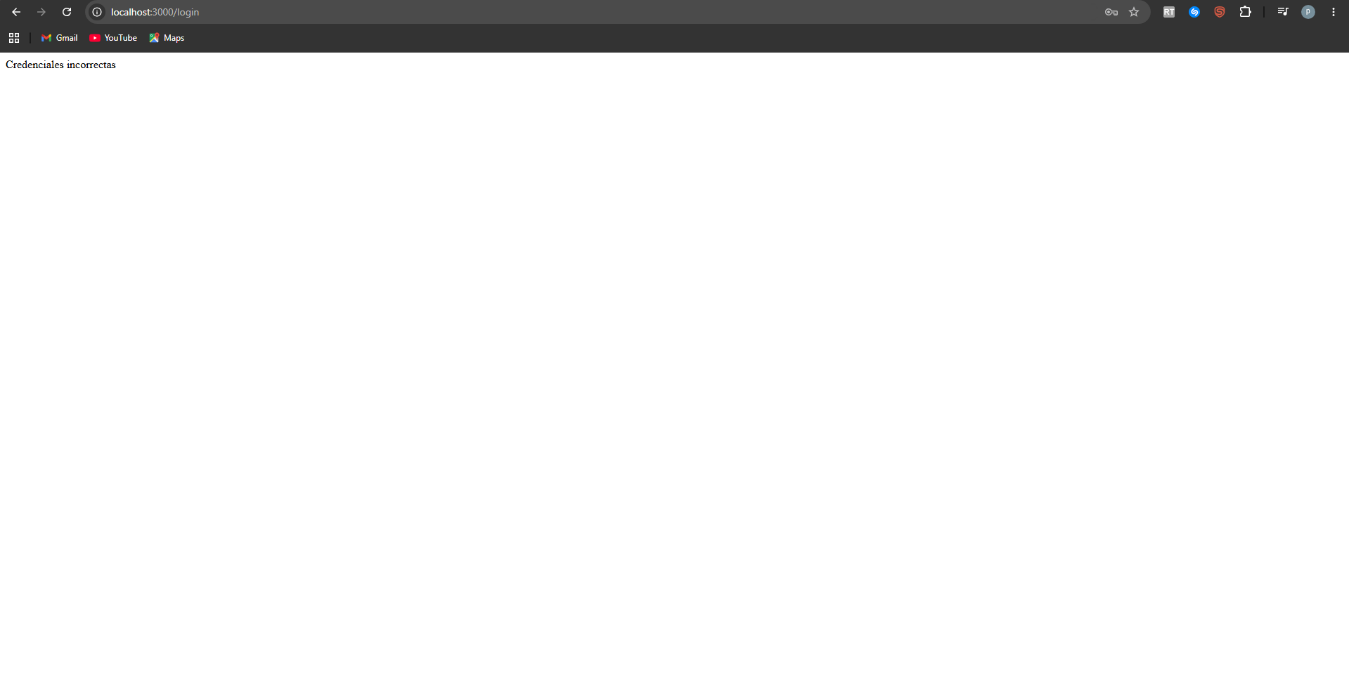 localhost:3000/login
RT
P
Gmail
YouTube
Maps
Credenciales incorrectas